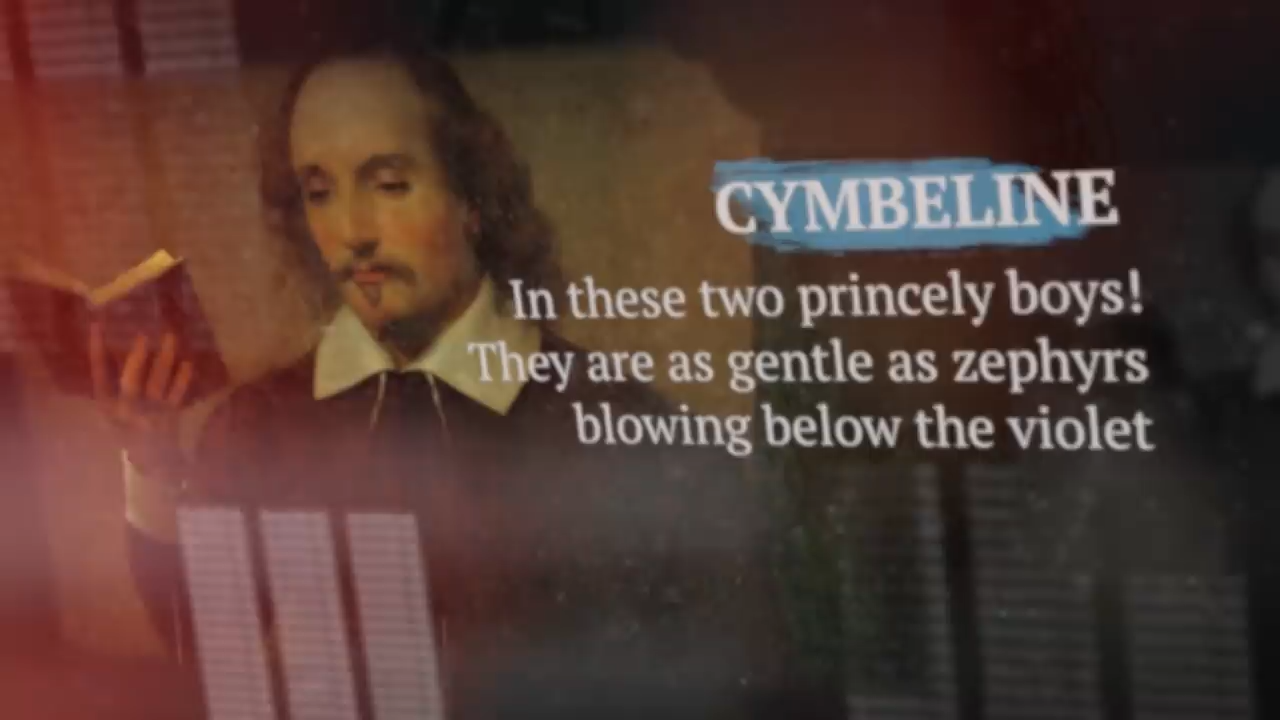 CYMBELINE
In these two princely boys!
They are as gentle as zephyrs
blowing below the violet